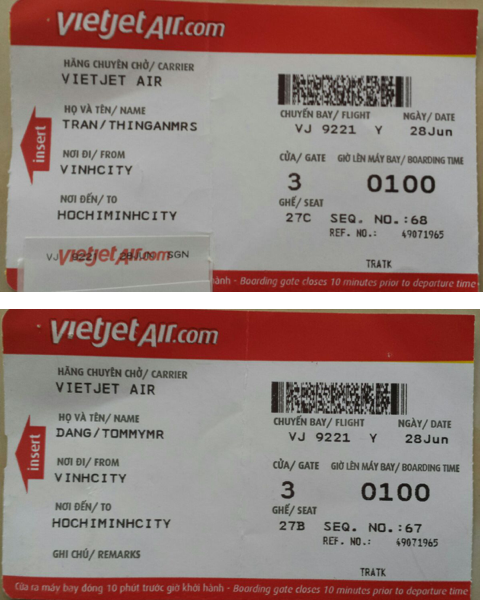 vietjetAir.com
HÃNG CHUYÊN CHỞ/ CARRIER
VIETJET AIR
HỌ VÀ TÊN/ NAME
TRAN/THINGANMRS
NƠI ĐI/ FROM
VINHCITY
NƠI ĐẾN/ TO
HOCHIMINHCITY
insert
CHUYẾN BAY/ FLIGHT NGÀY/ DATE
VJ 9221 Y 28Jun
CỬA/ GATE GIỜ LÊN MÁY BAY/ BOARDING TIME
3 0100
GHẾ/ SEAT
27C SEQ. NO.:68
REF. NO.: 49071965
TRATK
VJ 9221 28JUN SGN
vietjetAir.com
hành - Boarding gate closes 10 minutes prior to departure time
vietjetAir.com
HÃNG CHUYÊN CHỞ/ CARRIER
VIETJET AIR
HỌ VÀ TÊN/ NAME
DANG/TOMMYMR
NƠI ĐI/ FROM
VINHCITY
NƠI ĐẾN/ TO
HOCHIMINHCITY
GHI CHÚ/ REMARKS
insert
CHUYẾN BAY/ FLIGHT NGÀY/ DATE
VJ 9221 Y 28Jun
CỬA/ GATE GIỜ LÊN MÁY BAY/ BOARDING TIME
3 0100
GHẾ/ SEAT
27B SEQ. NO.:67
REF. NO.: 49071965
TRATK
Cửa ra máy bay đóng 10 phút trước giờ khởi hành - Boarding gate closes 10 minutes prior to departure time